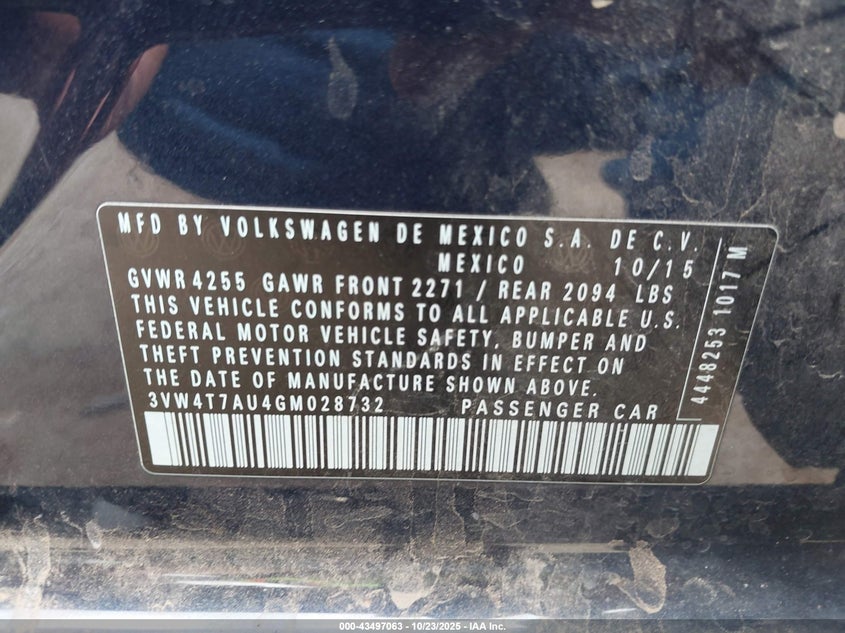 MFD BY VOLKSWAGEN DE MEXICO S.A. DE C.V.
MEXICO 10/15
GVWR 4255 GAWR FRONT 2271 / REAR 2094 LBS
THIS VEHICLE CONFORMS TO ALL APPLICABLE U.S.
FEDERAL MOTOR VEHICLE SAFETY, BUMPER AND
THEFT PREVENTION STANDARDS IN EFFECT ON
THE DATE OF MANUFACTURE SHOWN ABOVE.
3VW4T7AU4GM028732 PASSENGER CAR
4448253 1017 M
000-43497063 - 10/23/2025 - IAA Inc.